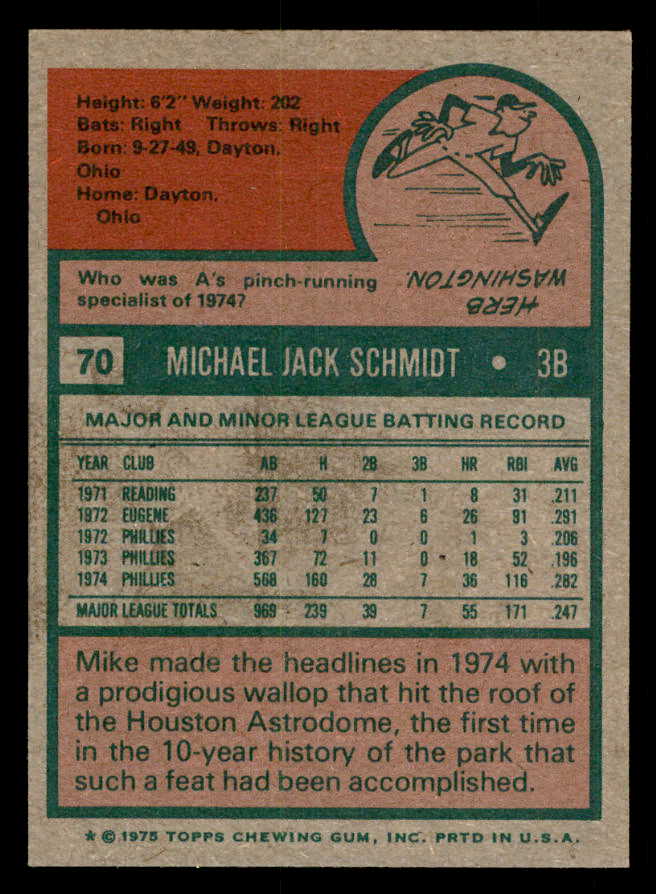 Height: 6'2" Weight: 202
Bats: Right Throws: Right
Born: 9-27-49, Dayton,
Ohio
Home: Dayton,
Ohio
Who was A's pinch-running
specialist of 1974?
HERB
WASHINGTON.
70 MICHAEL JACK SCHMIDT • 3B
MAJOR AND MINOR LEAGUE BATTING RECORD
YEAR CLUB AB H 2B 3B HR RBI AVG
1971 READING 237 50 7 1 8 31 .211
1972 EUGENE 436 127 23 6 26 91 .291
1972 PHILLIES 34 7 0 0 1 3 .206
1973 PHILLIES 367 72 11 0 18 52 .196
1974 PHILLIES 568 160 28 7 36 116 .282
MAJOR LEAGUE TOTALS 969 239 39 7 55 171 .247
Mike made the headlines in 1974 with
a prodigious wallop that hit the roof of
the Houston Astrodome, the first time
in the 10-year history of the park that
such a feat had been accomplished.
* © 1975 TOPPS CHEWING GUM, INC. PRTD IN U.S.A.